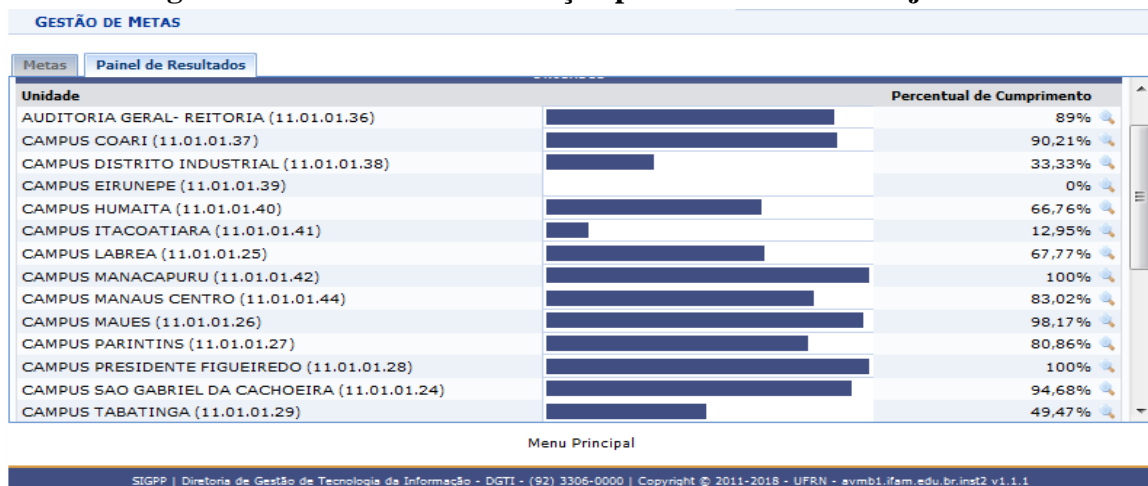 GESTÃO DE METAS
Metas Painel de Resultados
Unidade Percentual de Cumprimento
AUDITORIA GERAL- REITORIA (11.01.01.36) 89%
CAMPUS COARI (11.01.01.37) 90,21%
CAMPUS DISTRITO INDUSTRIAL (11.01.01.38) 33,33%
CAMPUS EIRUNEPE (11.01.01.39) 0%
CAMPUS HUMAITA (11.01.01.40) 66,76%
CAMPUS ITACOATIARA (11.01.01.41) 12,95%
CAMPUS LABREA (11.01.01.25) 67,77%
CAMPUS MANACAPURU (11.01.01.42) 100%
CAMPUS MANAUS CENTRO (11.01.01.44) 83,02%
CAMPUS MAUES (11.01.01.26) 98,17%
CAMPUS PARINTINS (11.01.01.27) 80,86%
CAMPUS PRESIDENTE FIGUEIREDO (11.01.01.28) 100%
CAMPUS SAO GABRIEL DA CACHOEIRA (11.01.01.24) 94,68%
CAMPUS TABATINGA (11.01.01.29) 49,47%
Menu Principal
SIGPP | Diretoria de Gestão de Tecnologia da Informação - DGTI - (92) 3306-0000 | Copyright © 2011-2018 - UFRN - avmb1.ifam.edu.br.inst2 v1.1.1